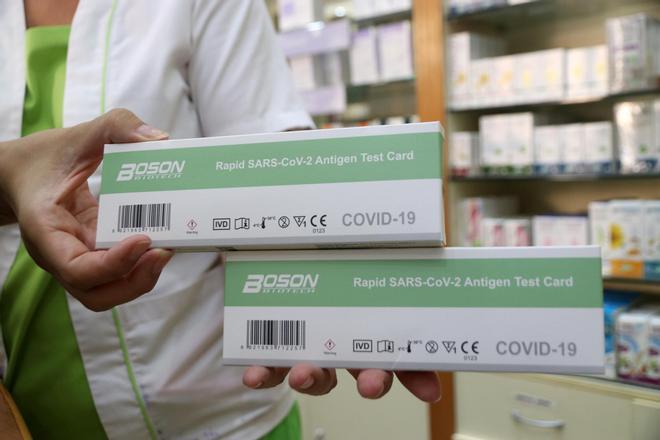 BOSON
BIOTECH
Rapid SARS-CoV-2 Antigen Test Card
IVD
CE
0123
COVID-19
BOSON
BIOTECH
Rapid SARS-CoV-2 Antigen Test Card
Warning
IVD
CE
0123
COVID-19